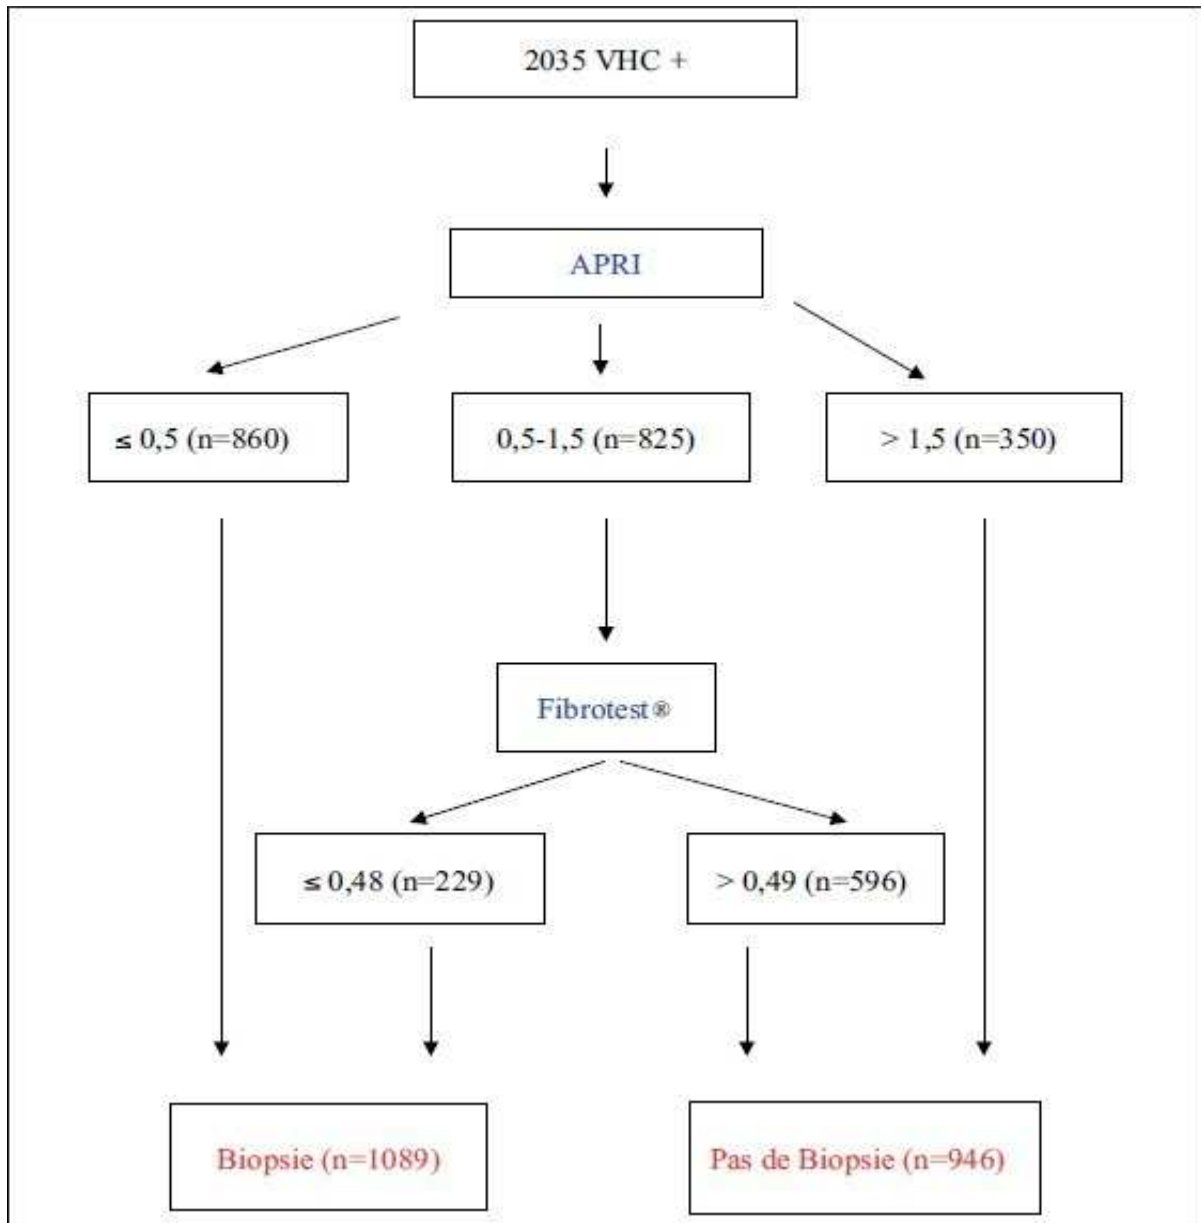 2035 VHC +
APRI
≤ 0,5 (n=860)
0,5-1,5 (n=825)
> 1,5 (n=350)
Fibrotest®
≤ 0,48 (n=229)
> 0,49 (n=596)
Biopsie (n=1089)
Pas de Biopsie (n=946)